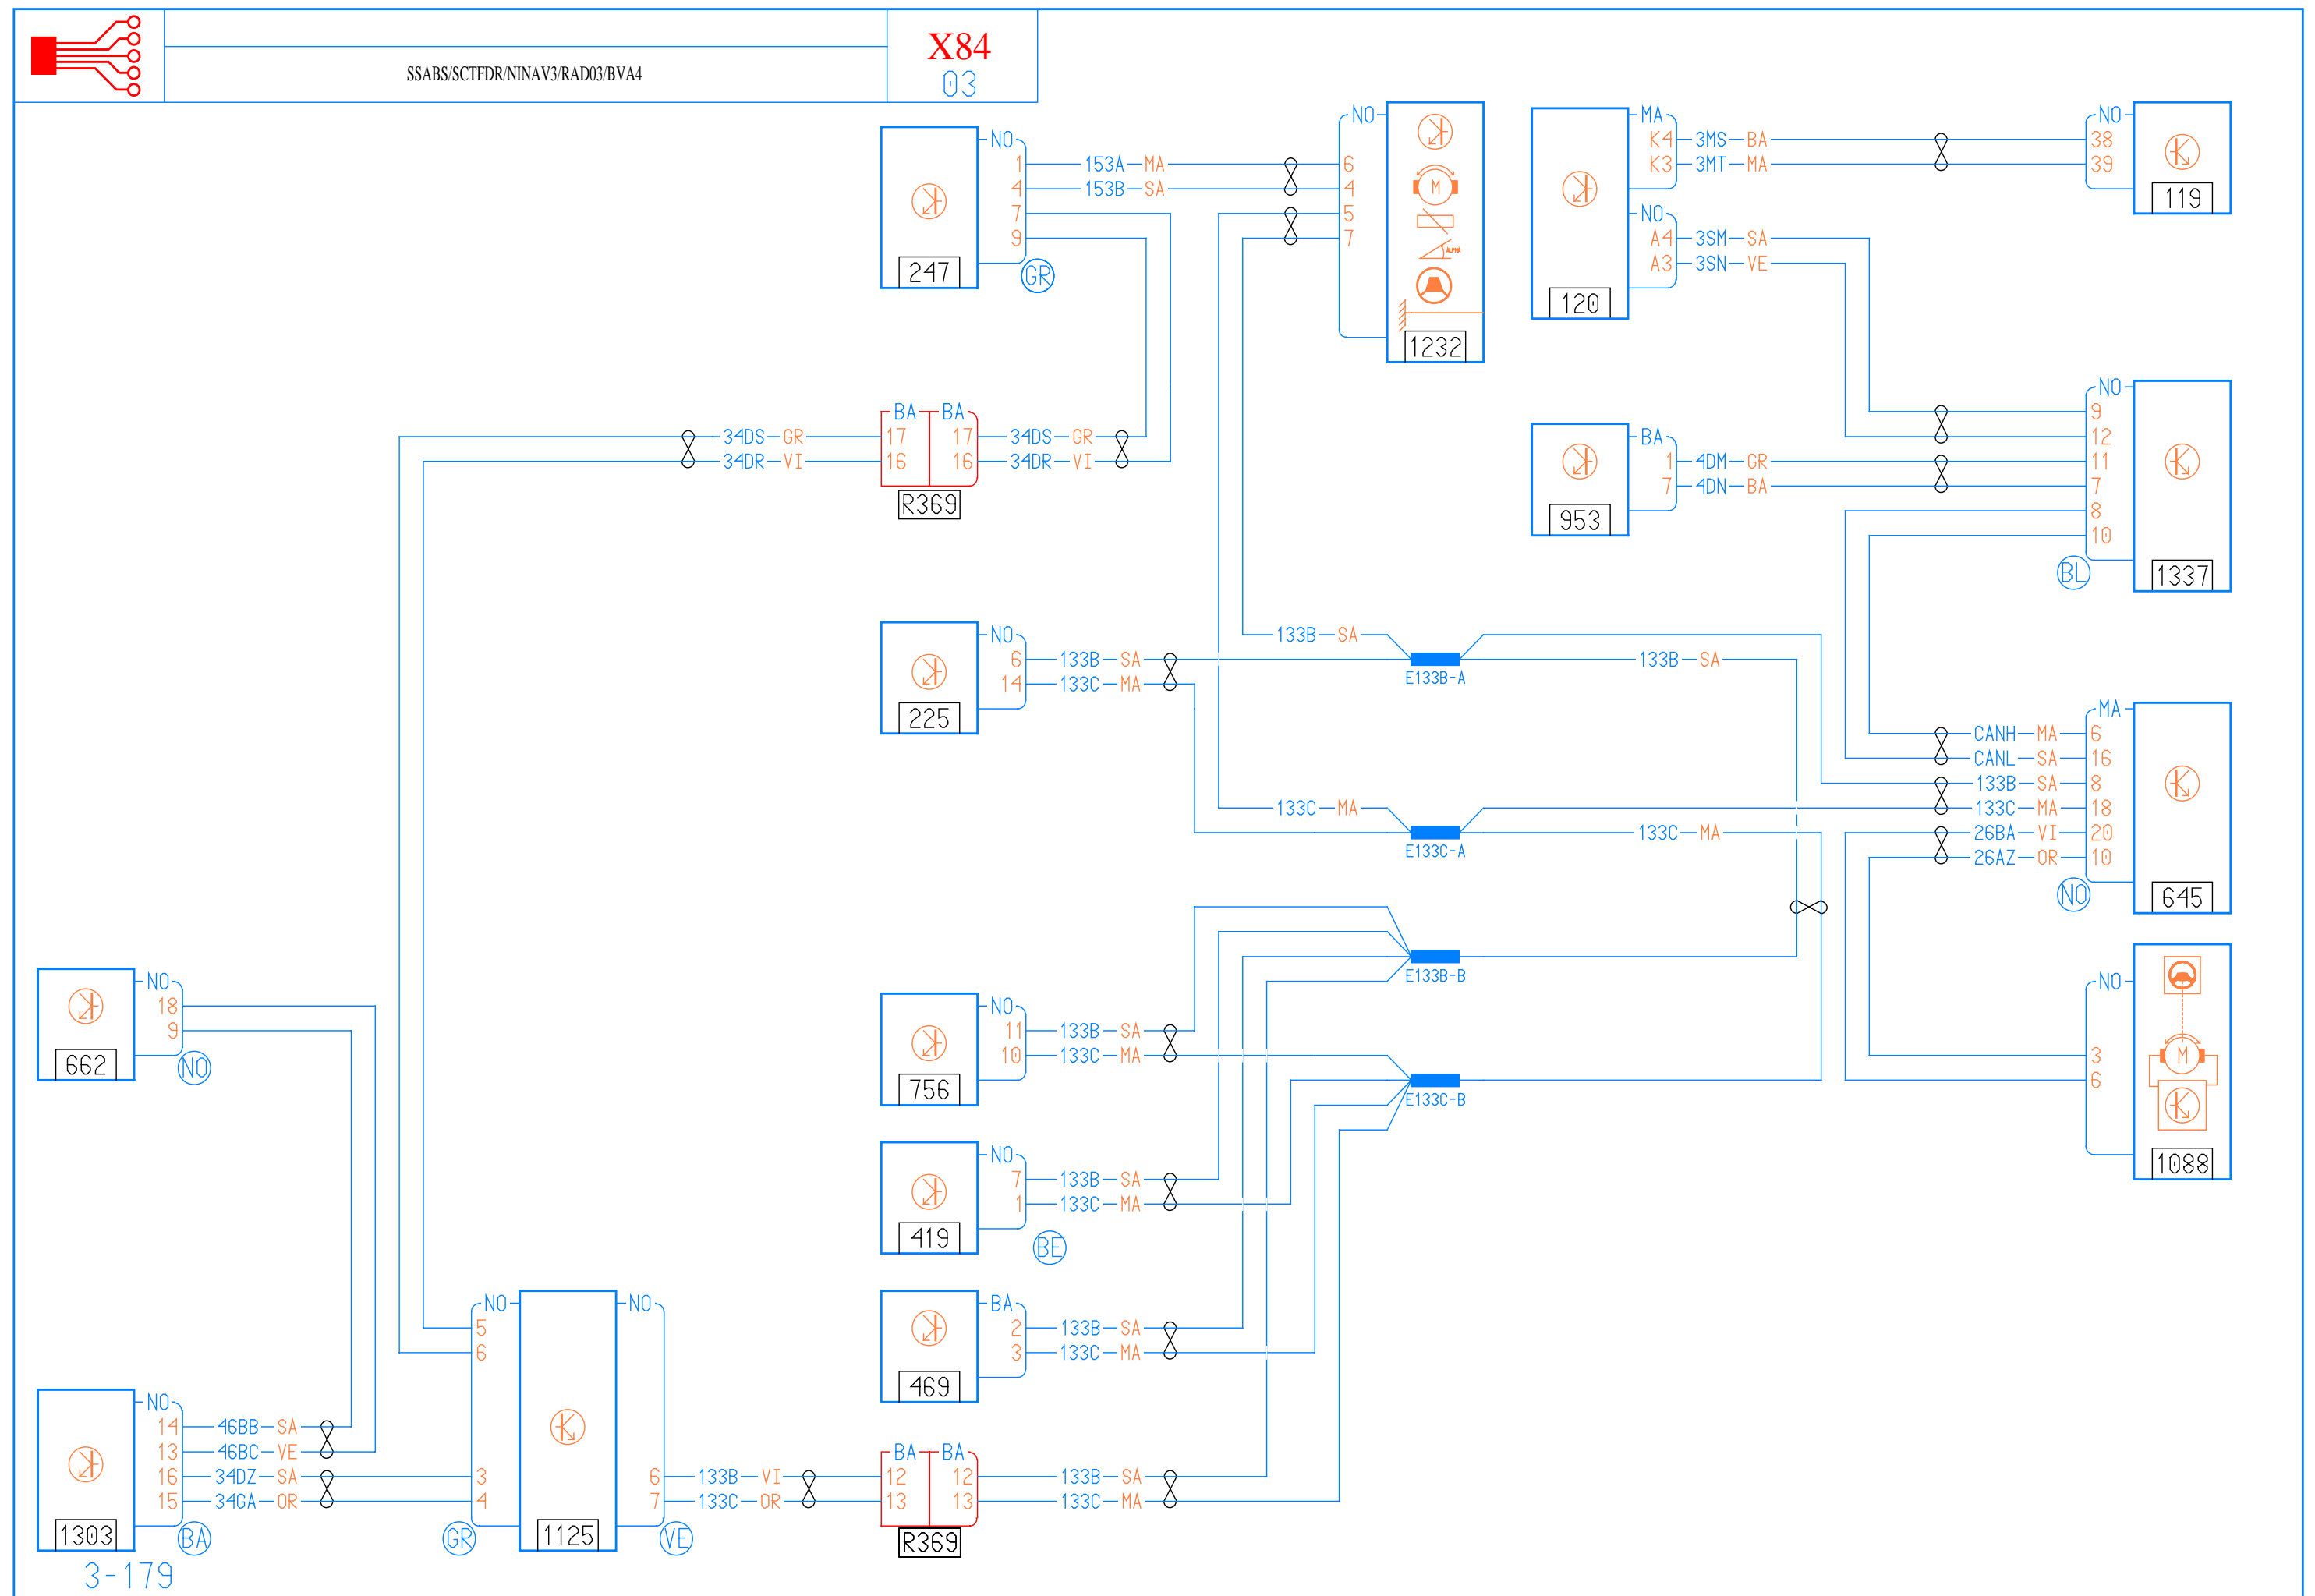 SSABS/SCTFDR/NINAV3/RAD03/BVA4
X84
03
NO
1 153A MA
4 153B SA
7
9
247
GR
NO
6
4
5
7
ALPHA
M
1232
MA
K4 3MS BA
K3 3MT MA
NO
A4 3SM SA
A3 3SN VE
120
NO
38
39
119
34DS GR
34DR VI
BA BA
17 17
16 16
34DS GR
34DR VI
R369
BA
1 4DM GR
7 4DN BA
953
NO
9
12
11
7
8
10
BL
1337
NO
6 133B SA
14 133C MA
225
133B SA
E133B-A
133B SA
133C MA
E133C-A
133C MA
MA
CANH MA 6
CANL SA 16
133B SA 8
133C MA 18
26BA VI 20
26AZ OR 10
NO
645
E133B-B
E133C-B
NO
18
9
662
NO
NO
11 133B SA
10 133C MA
756
NO
3
6
M
1088
NO
7 133B SA
1 133C MA
419
BE
BA
2 133B SA
3 133C MA
469
NO
14 46BB SA
13 46BC VE
16 34DZ SA
15 34GA OR
1303
BA
NO NO
5
6
3
4
6 133B VI
7 133C OR
GR
1125
VE
BA BA
12 12
13 13
133B SA
133C MA
R369
3-179